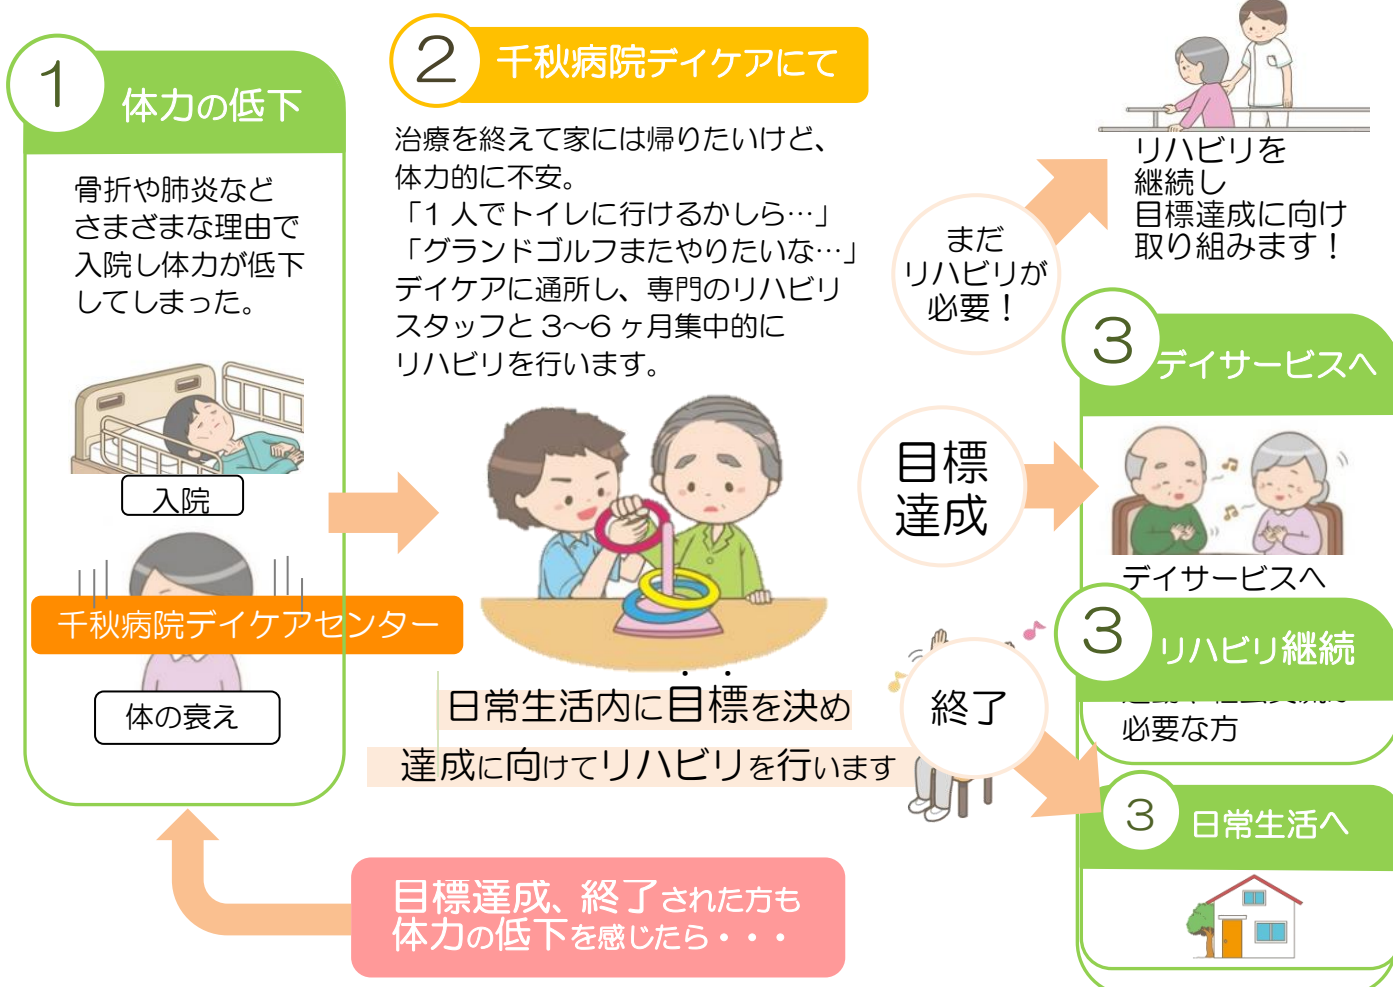 1
体力の低下
骨折や肺炎など
さまざまな理由で
入院し体力が低下
してしまった。
入院
千秋病院デイケアセンター
体の衰え
2
千秋病院デイケアにて
治療を終えて家には帰りたいけど、
体力的に不安。
「1人でトイレに行けるかしら…」
「グランドゴルフまたやりたいな…」
デイケアに通所し、専門のリハビリ
スタッフと3~6ヶ月集中的に
リハビリを行います。
日常生活内に目標を決め
達成に向けてリハビリを行います
まだ
リハビリが
必要！
リハビリを
継続し
目標達成に向け
取り組みます！
目標
達成
3
デイサービスへ
デイサービスへ
3
リハビリ継続
必要な方
終了
3
日常生活へ
目標達成、終了された方も
体力の低下を感じたら・・・